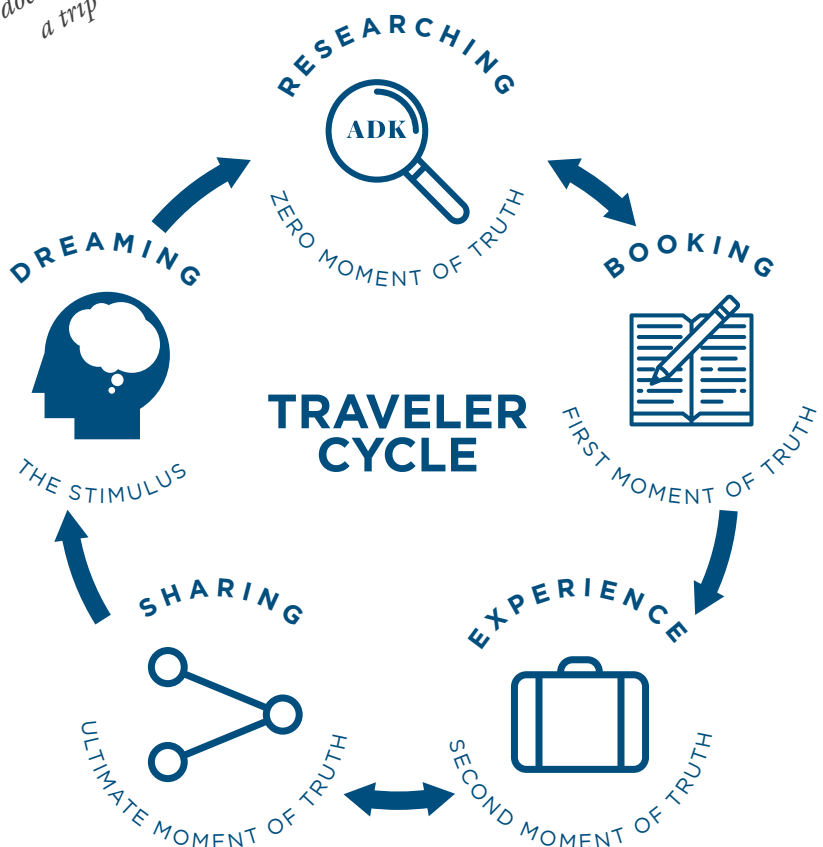 a trip
RESEARCHING
ADK
ZERO MOMENT OF TRUTH
DREAMING
THE STIMULUS
BOOKING
FIRST MOMENT OF TRUTH
TRAVELER
CYCLE
SHARING
ULTIMATE MOMENT OF TRUTH
EXPERIENCE
SECOND MOMENT OF TRUTH